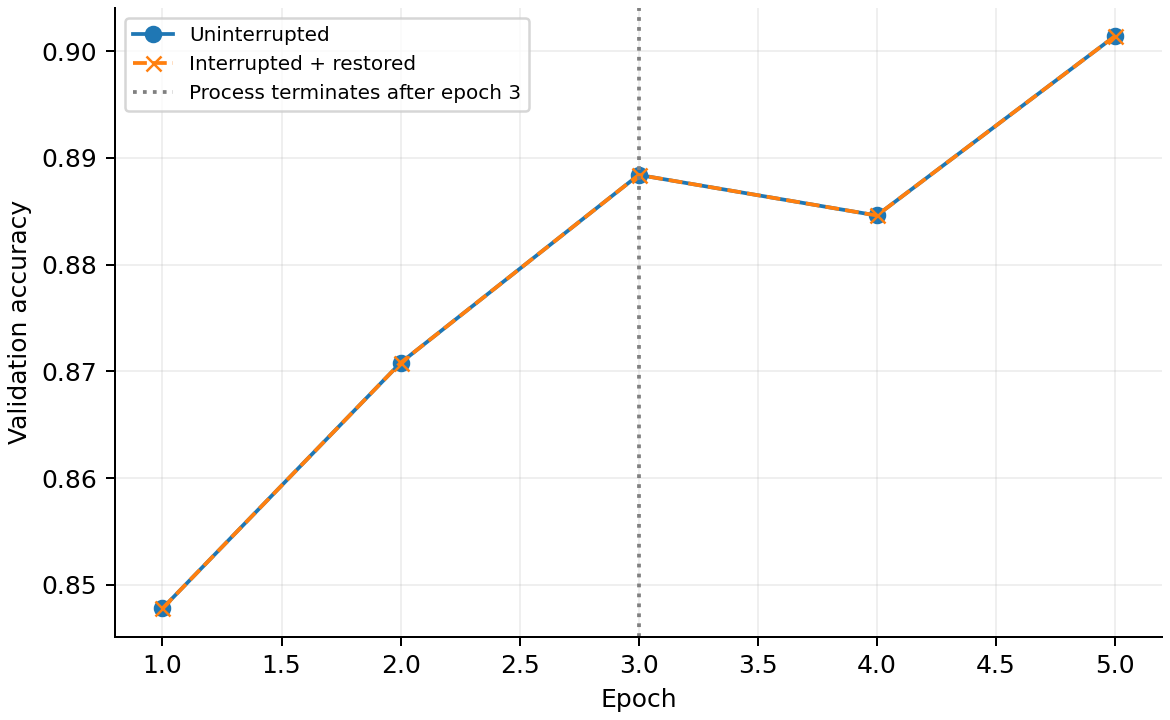 Uninterrupted
Interrupted + restored
Process terminates after epoch 3
Validation accuracy
0.90
0.89
0.88
0.87
0.86
0.85
1.0 1.5 2.0 2.5 3.0 3.5 4.0 4.5 5.0
Epoch